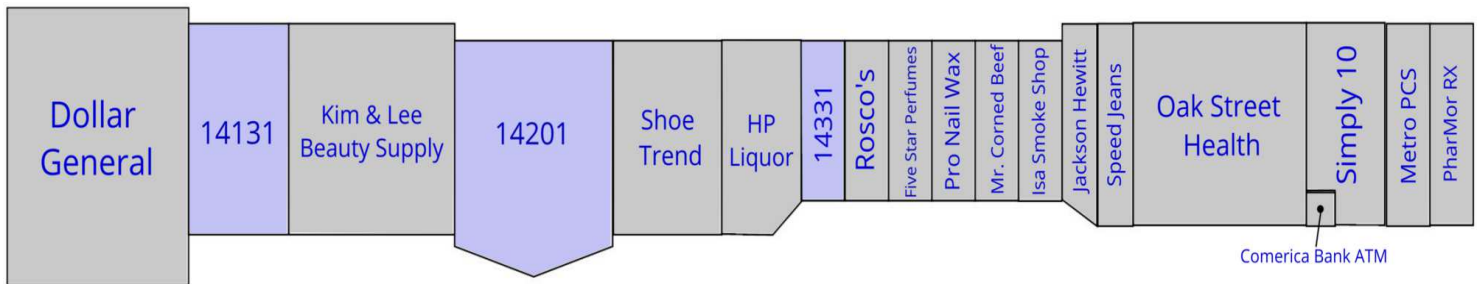 Dollar
General
14131
Kim & Lee
Beauty Supply
14201
Shoe
Trend
HP
Liquor
14331
Rosco's
Five Star Perfumes
Pro Nail Wax
Mr. Corned Beef
Isa Smoke Shop
Jackson Hewitt
Speed Jeans
Oak Street
Health
Simply 10
Metro PCS
PharMor RX
Comerica Bank ATM